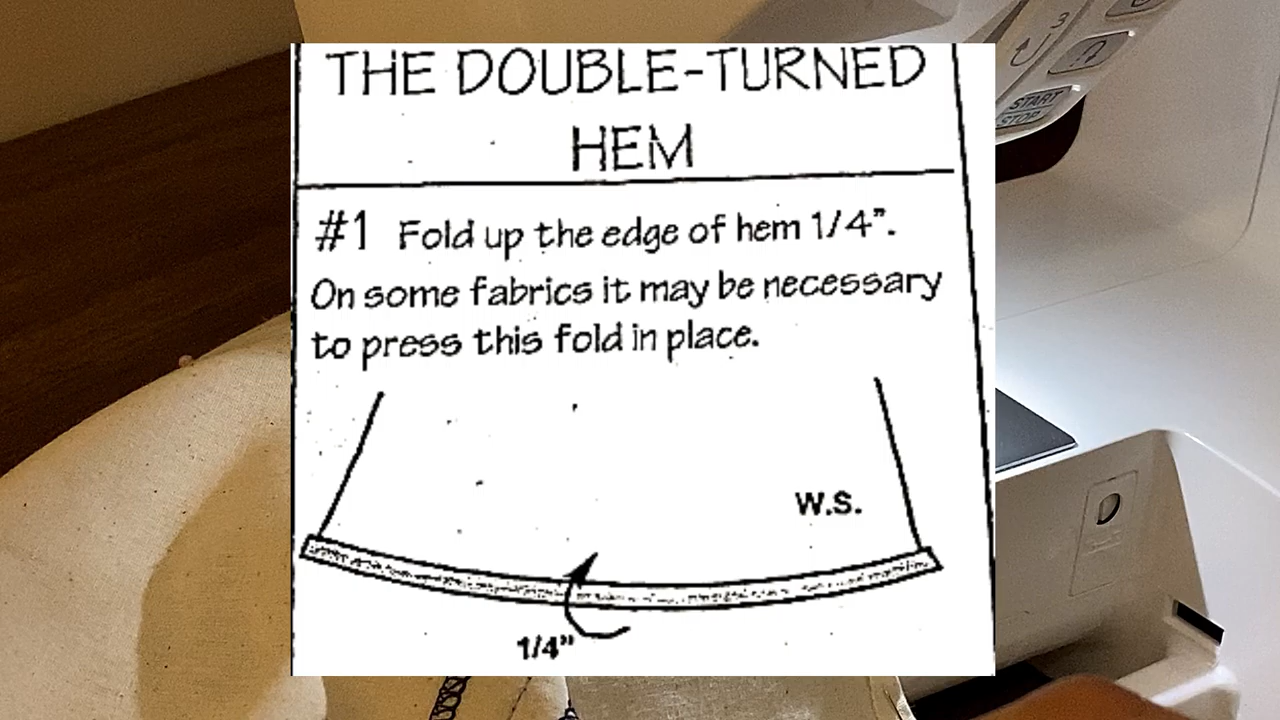 THE DOUBLE-TURNED
HEM
#1 Fold up the edge of hem 1/4”.
On some fabrics it may be necessary
to press this fold in place.
W.S.
1/4”
3
START
STOP